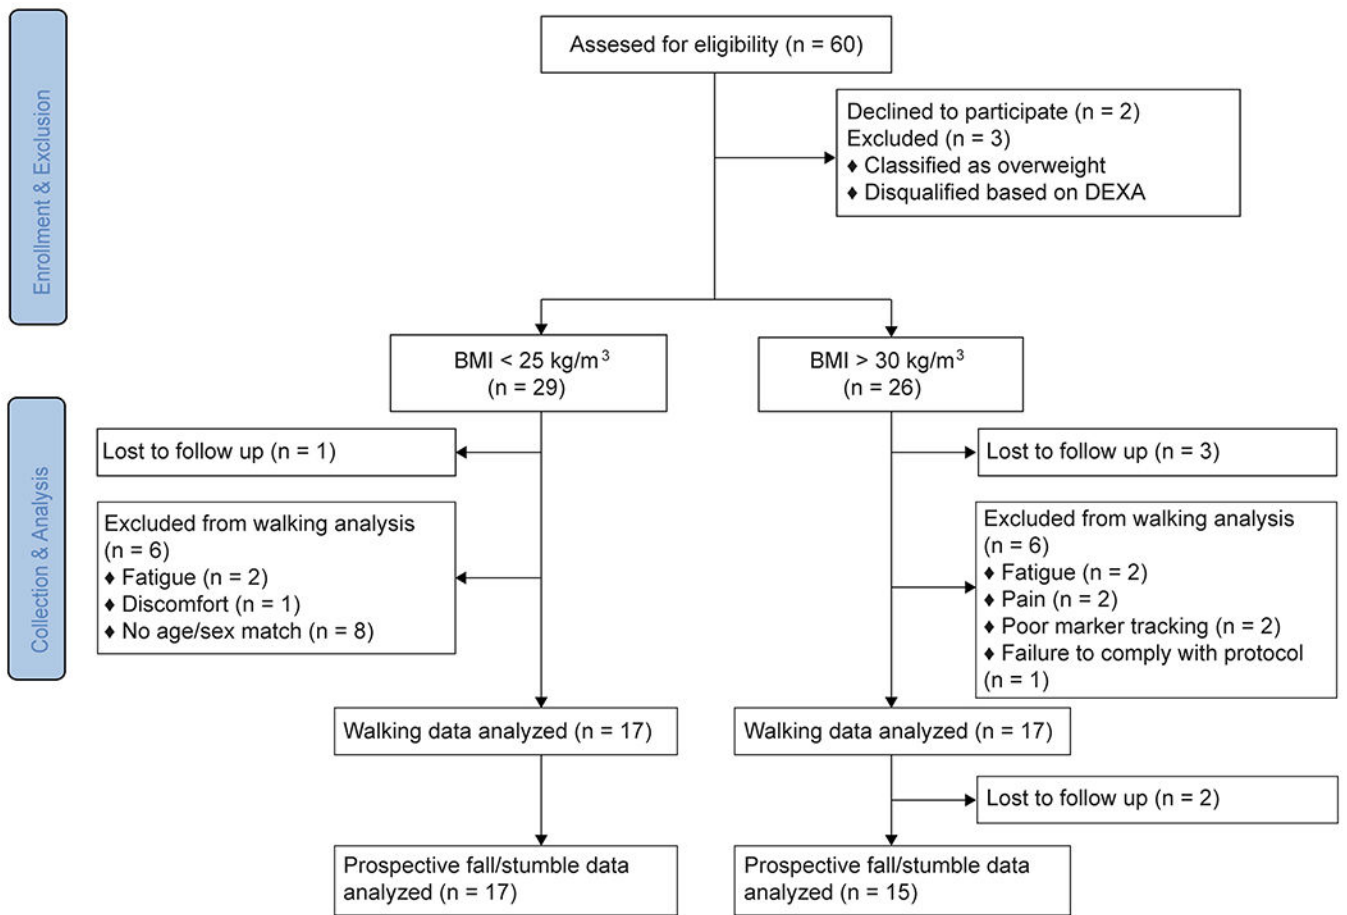 Enrollment & Exclusion
Assesed for eligibility (n = 60)
Declined to participate (n = 2)
Excluded (n = 3)
♦ Classified as overweight
♦ Disqualified based on DEXA
BMI < 25 kg/m³
(n = 29)
BMI > 30 kg/m³
(n = 26)
Collection & Analysis
Lost to follow up (n = 1)
Lost to follow up (n = 3)
Excluded from walking analysis
(n = 6)
♦ Fatigue (n = 2)
♦ Discomfort (n = 1)
♦ No age/sex match (n = 8)
Excluded from walking analysis
(n = 6)
♦ Fatigue (n = 2)
♦ Pain (n = 2)
♦ Poor marker tracking (n = 2)
♦ Failure to comply with protocol
(n = 1)
Walking data analyzed (n = 17)
Walking data analyzed (n = 17)
Lost to follow up (n = 2)
Prospective fall/stumble data
analyzed (n = 17)
Prospective fall/stumble data
analyzed (n = 15)